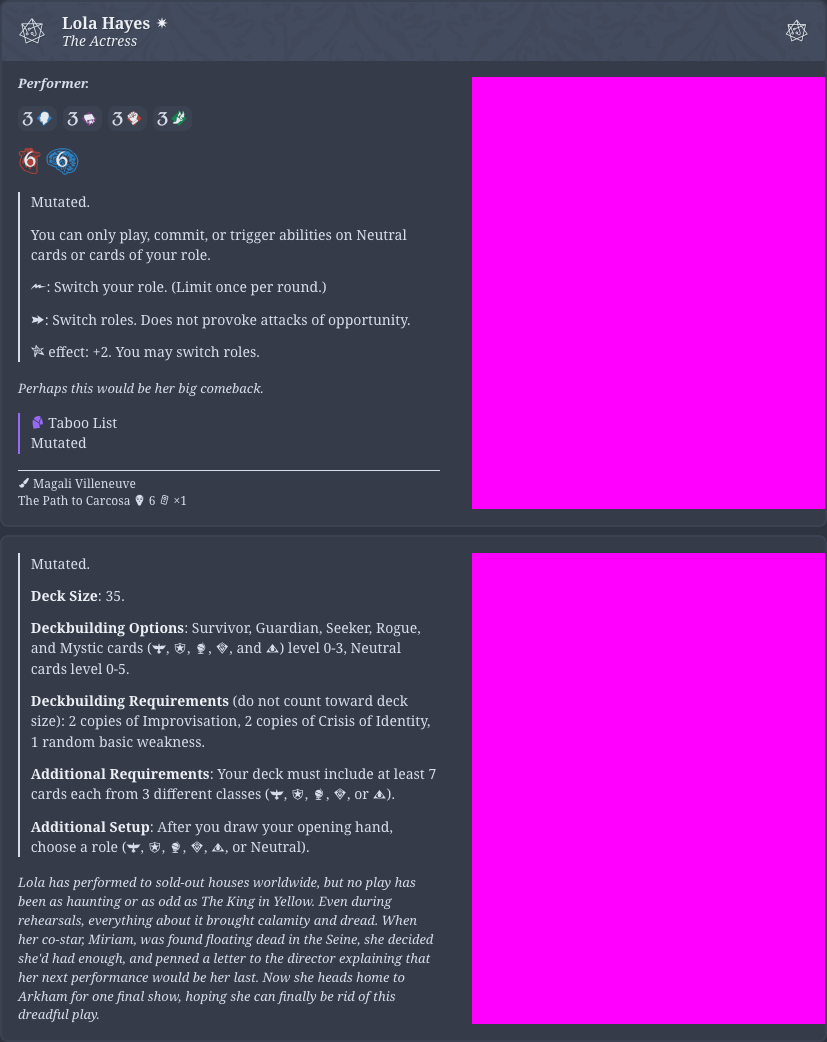 Lola Hayes
The Actress
Performer.
3 3 3 3
6 6
Mutated.
You can only play, commit, or trigger abilities on Neutral
cards or cards of your role.
: Switch your role. (Limit once per round.)
: Switch roles. Does not provoke attacks of opportunity.
effect: +2. You may switch roles.
Perhaps this would be her big comeback.
Taboo List
Mutated
Magali Villeneuve
The Path to Carcosa 6 ×1
Mutated.
Deck Size: 35.
Deckbuilding Options: Survivor, Guardian, Seeker, Rogue,
and Mystic cards (, , , , and ) level 0-3, Neutral
cards level 0-5.
Deckbuilding Requirements (do not count toward deck
size): 2 copies of Improvisation, 2 copies of Crisis of Identity,
1 random basic weakness.
Additional Requirements: Your deck must include at least 7
cards each from 3 different classes (, , , , or ).
Additional Setup: After you draw your opening hand,
choose a role (, , , , , or Neutral).
Lola has performed to sold-out houses worldwide, but no play has
been as haunting or as odd as The King in Yellow. Even during
rehearsals, everything about it brought calamity and dread. When
her co-star, Miriam, was found floating dead in the Seine, she decided
she'd had enough, and penned a letter to the director explaining that
her next performance would be her last. Now she heads home to
Arkham for one final show, hoping she can finally be rid of this
dreadful play.